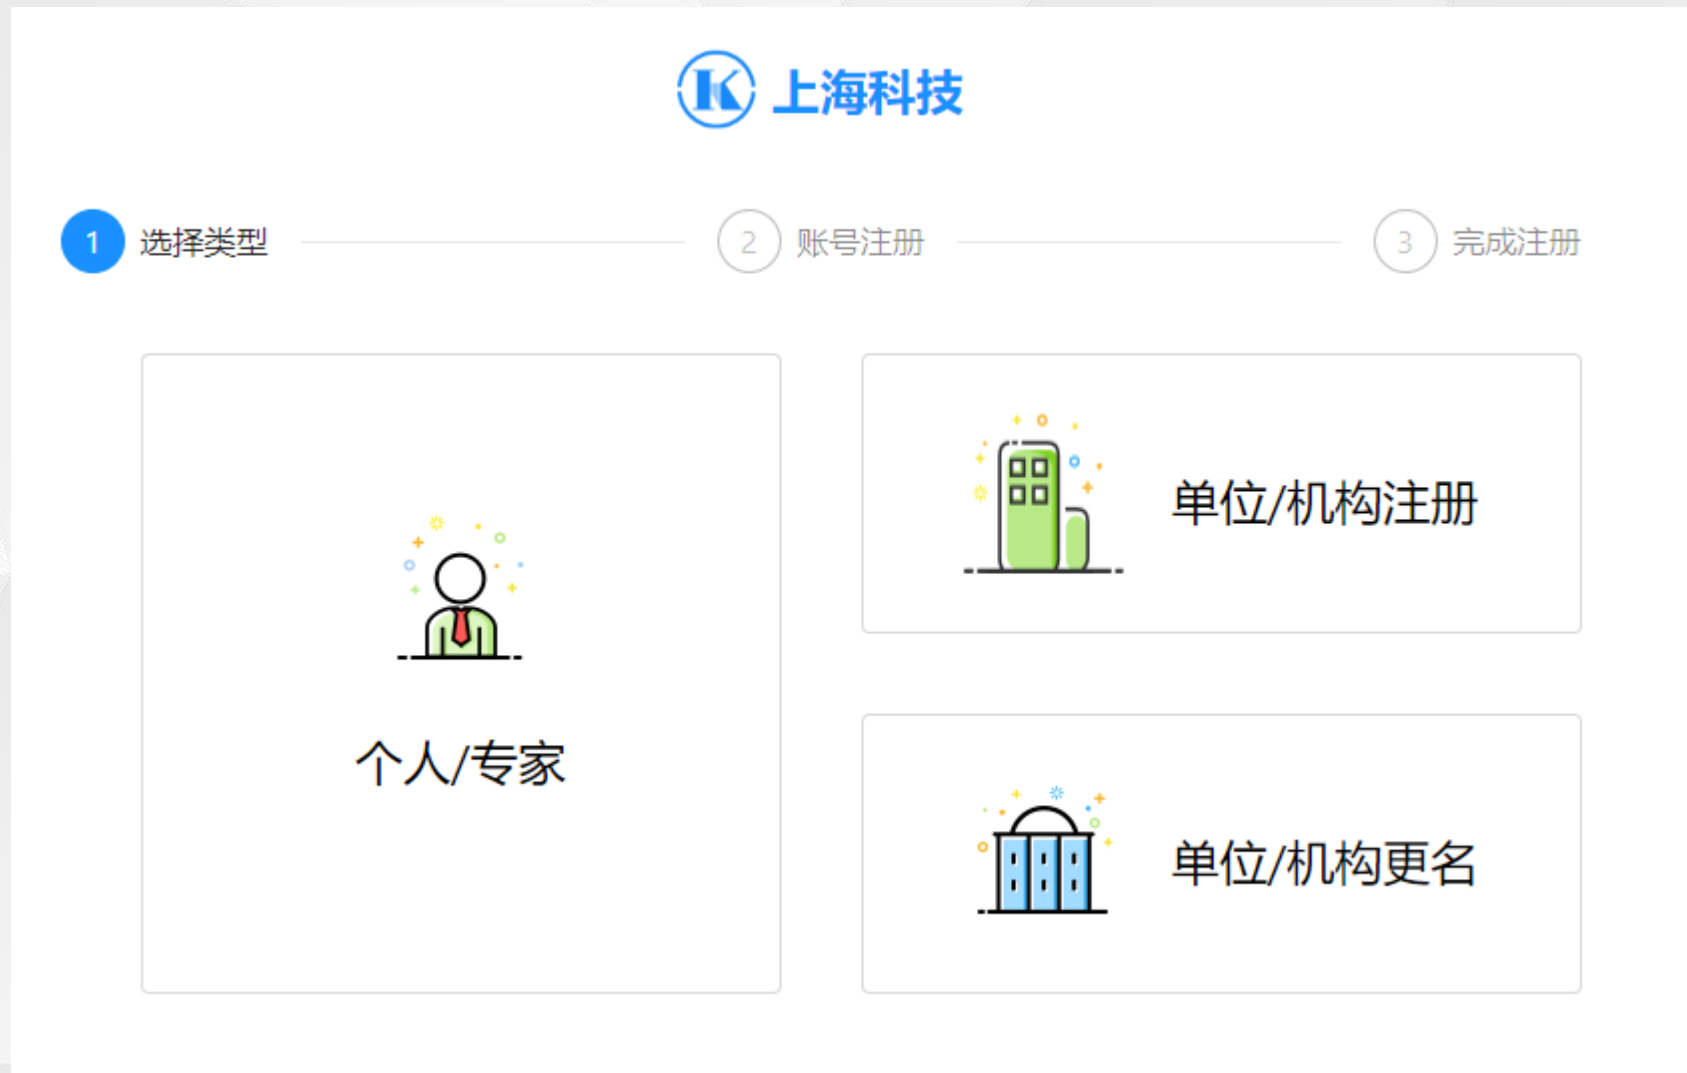 上海科技
1 选择类型 2 账号注册 3 完成注册
个人/专家
单位/机构注册
单位/机构更名